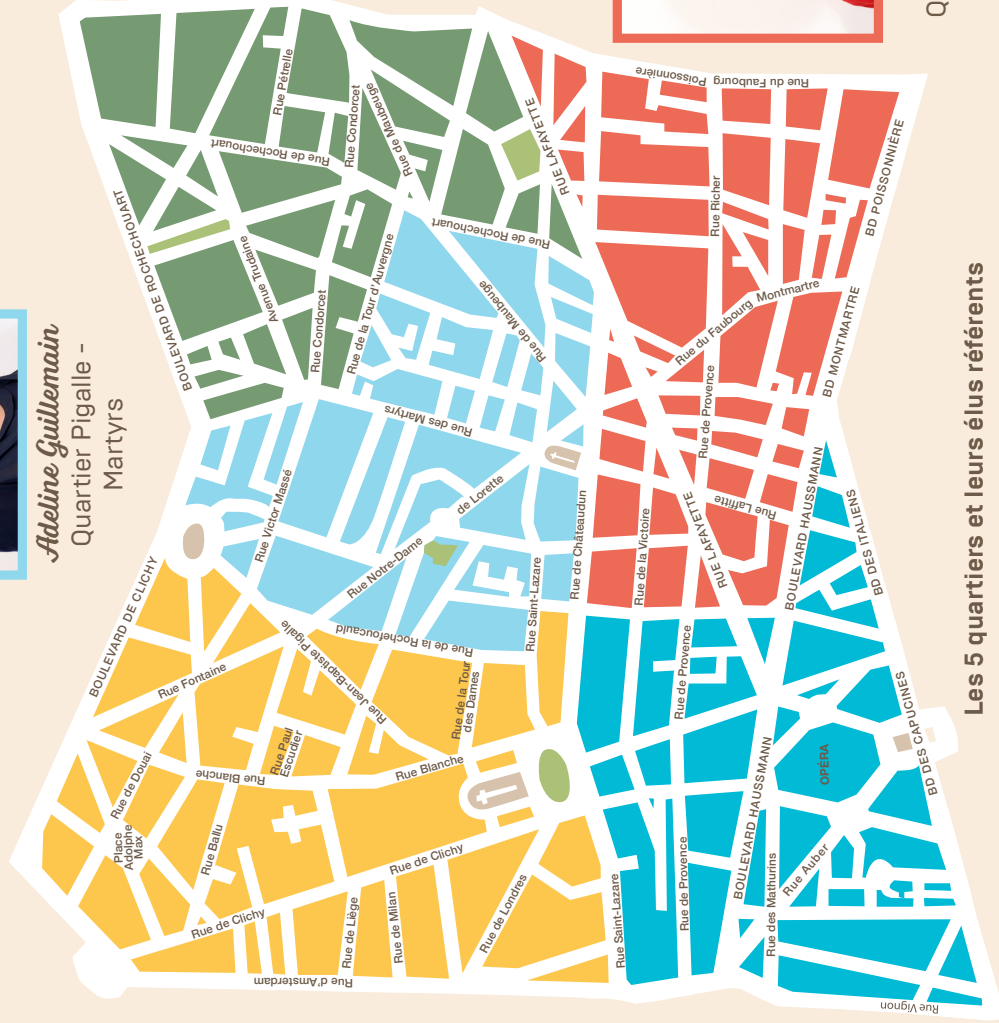 Q
Adeline Guillemain
Quartier Pigalle -
Martyrs
Les 5 quartiers et leurs élus référents
BOULEVARD DE ROCHECHOUART
BOULEVARD DE CLICHY
Rue Pétrelle
Rue Condorcet
Rue de Maubeuge
Rue de Rochechouart
Avenue Trudaine
Rue Condorcet
Rue de la Tour d'Auvergne
Rue de Rochechouart
Rue de Maubeuge
RUE LAFAYETTE
Rue du Faubourg Poissonnière
Rue Richer
BD POISSONNIÈRE
Rue du Faubourg Montmartre
BD MONTMARTRE
Rue de Provence
Rue Laffitte
RUE LAFAYETTE
Rue de la Victoire
Rue de Châteaudun
BOULEVARD HAUSSMANN
BD DES ITALIENS
Rue des Martyrs
Rue Victor Massé
Rue Notre-Dame
de Lorette
Rue Saint-Lazare
Rue de la Rochefoucauld
Rue Jean-Baptiste Pigalle
Rue Fontaine
Rue de la Tour
des Dames
Rue Paul
Escudier
Rue Blanche
Rue Blanche
Rue de Douai
Place
Adolphe
Max
Rue Ballu
Rue de Clichy
Rue de Clichy
Rue de Liège
Rue de Milan
Rue de Londres
Rue d'Amsterdam
Rue Saint-Lazare
Rue de Provence
Rue de Provence
BOULEVARD HAUSSMANN
OPÉRA
BD DES CAPUCINES
Rue des Mathurins
Rue Auber
Rue Vignon